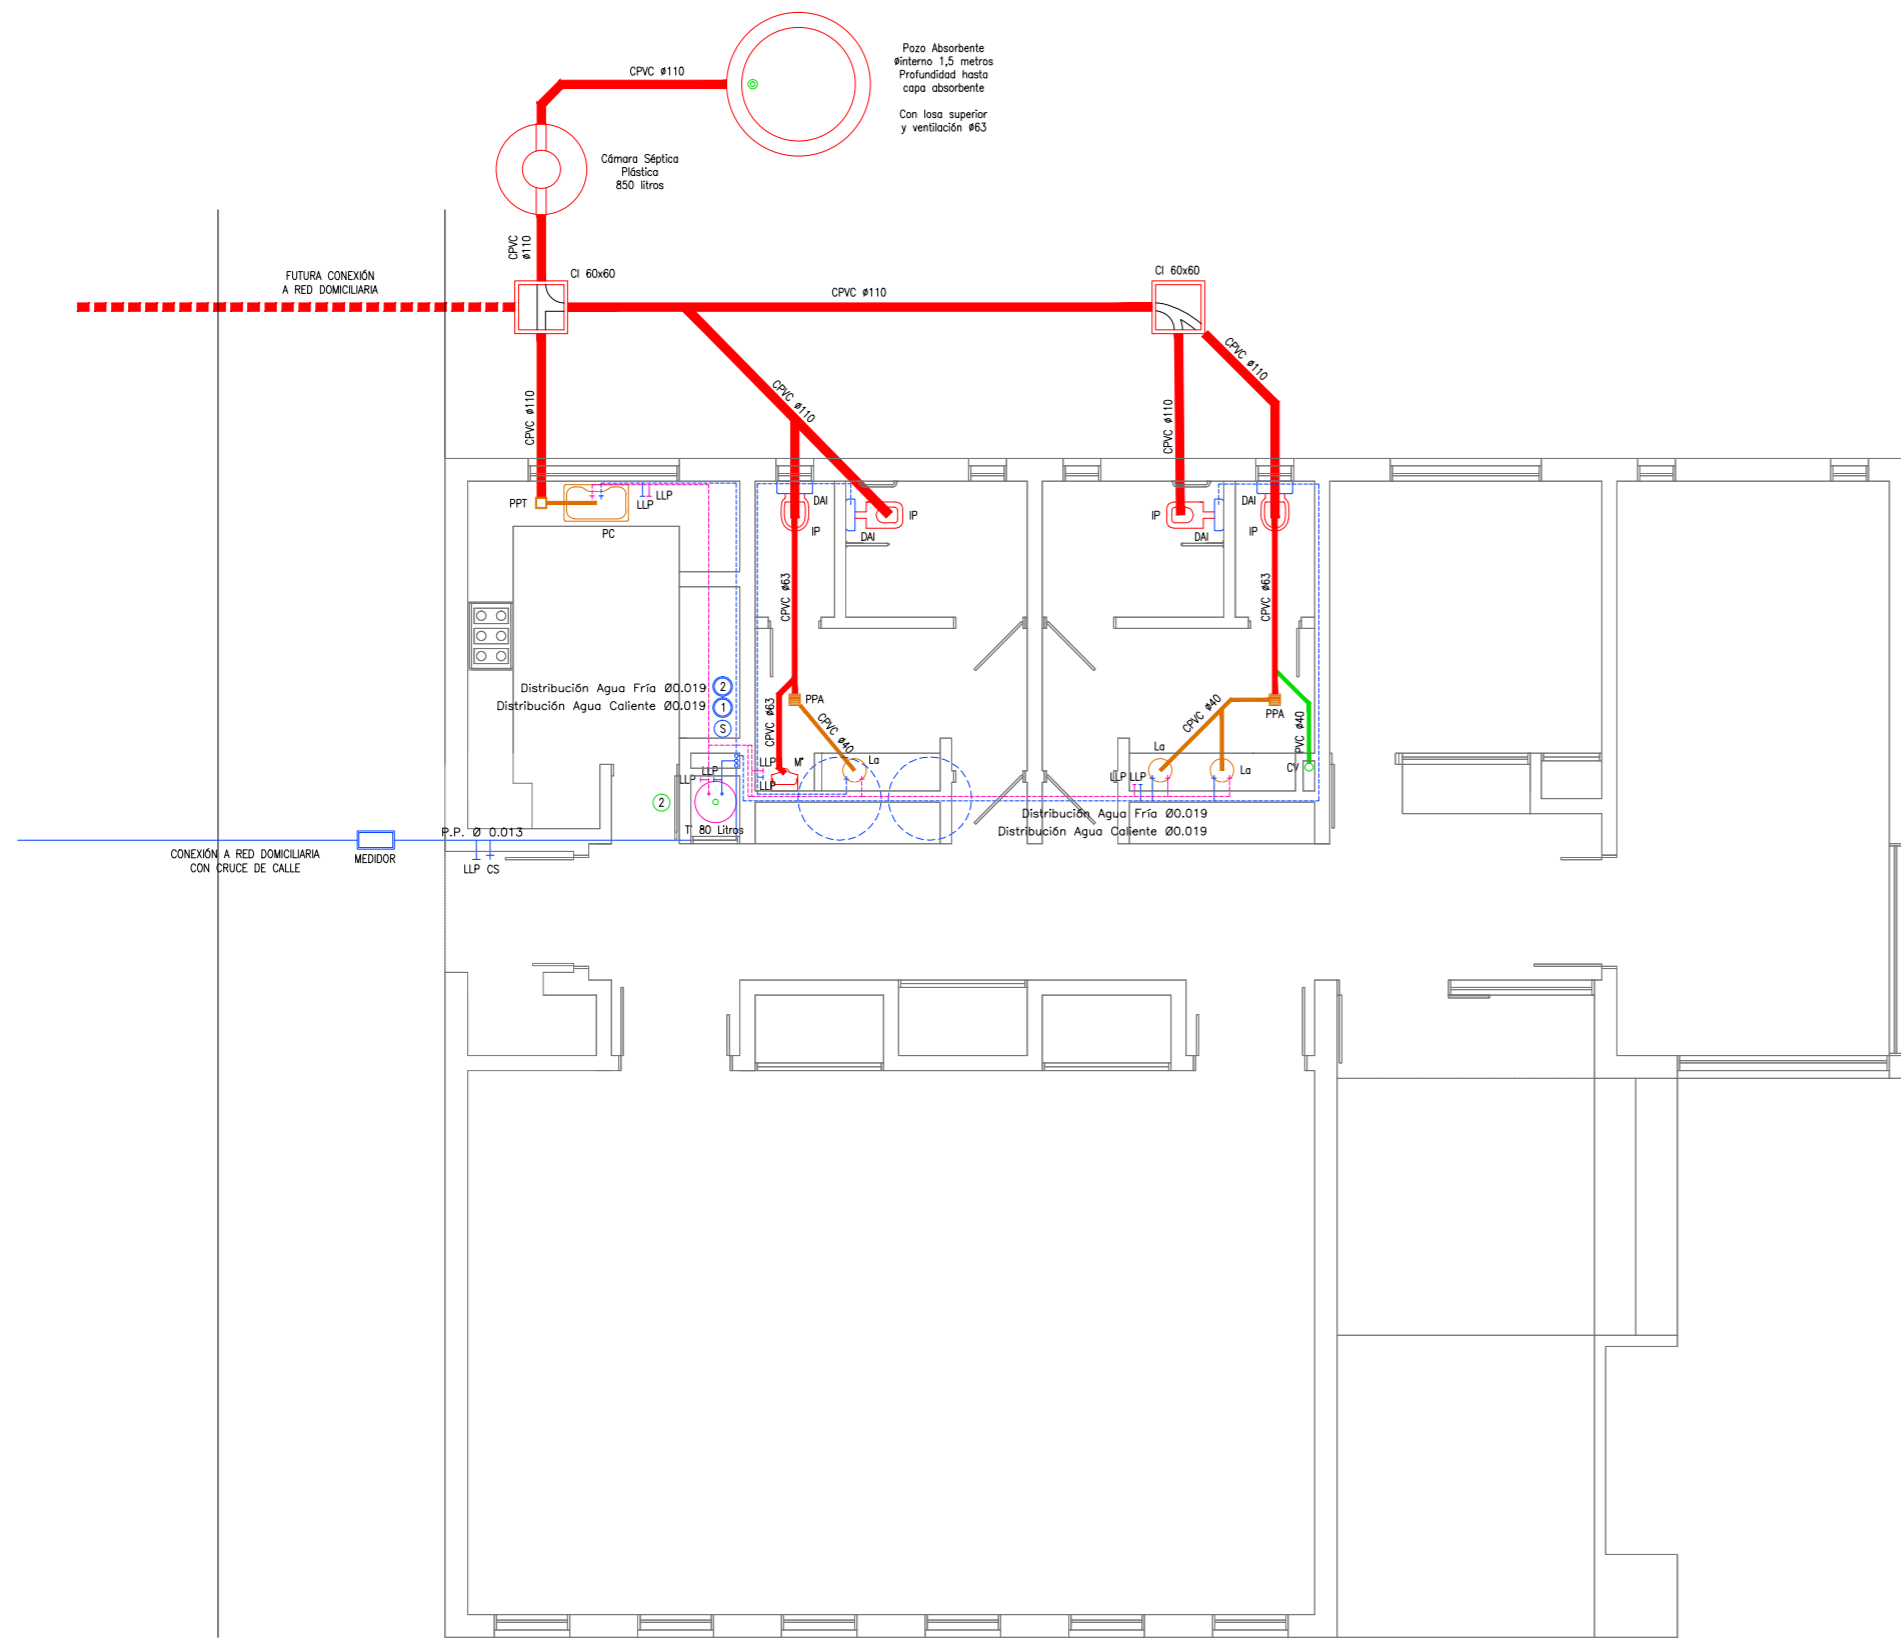 Pozo Absorbente
øinterno 1,5 metros
Profundidad hasta
capa absorbente
Con losa superior
y ventilación ø63
CPVC ø110
Cámara Séptica
Plástica
850 litros
CPVC
ø110
CI 60x60
CI 60x60
FUTURA CONEXIÓN
A RED DOMICILIARIA
CPVC ø110
CPVC ø110
CPVC ø110
CPVC ø110
CPVC ø110
PPT
PC
LLP
LLP
DAI
IP
DAI
IP
IP
DAI
DAI
IP
CPVC ø63
CPVC ø63
Distribución Agua Fría Ø0.019
2
Distribución Agua Caliente Ø0.019
1
S
PPA
CPVC ø63
CPVC ø40
CPVC ø40
PPA
PVC ø40
La
La
La
CV
LLP
M*
LLP
LLP
LLP
LLP
LLP
2
T* 80 Litros
Distribución Agua Fría Ø0.019
Distribución Agua Caliente Ø0.019
P.P. Ø 0.013
CONEXIÓN A RED DOMICILIARIA
CON CRUCE DE CALLE
MEDIDOR
LLP CS